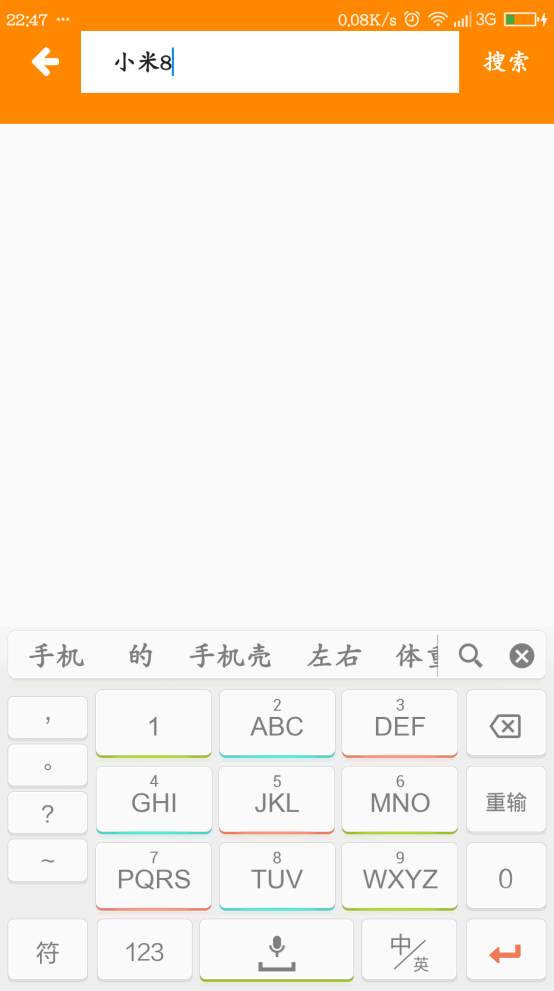 22:47 ··· 0.08K/s 3G
小米8 搜索
手机 的 手机壳 左右 体重
， 1 2 ABC 3 DEF
。 4 GHI 5 JKL 6 MNO 重输
? 7 PQRS 8 TUV 9 WXYZ 0
~
符 123 中/英